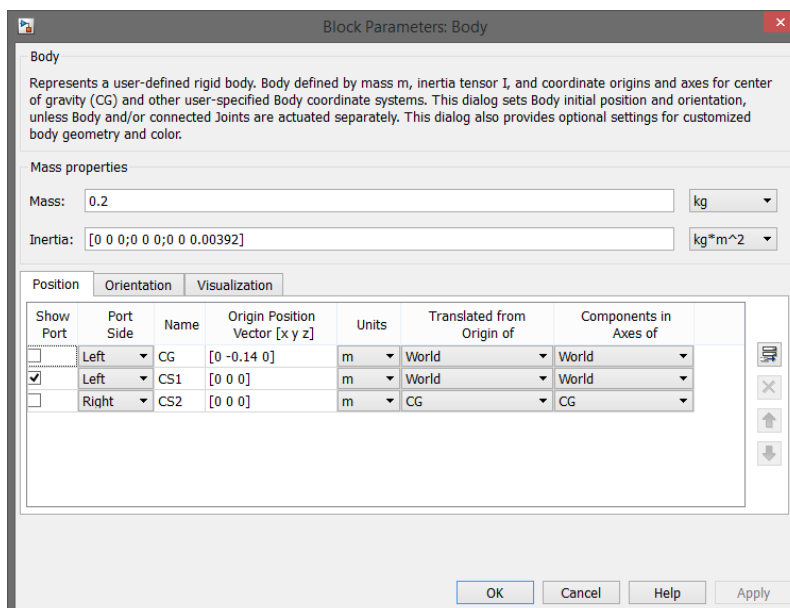 Block Parameters: Body
Body
Represents a user-defined rigid body. Body defined by mass m, inertia tensor I, and coordinate origins and axes for center
of gravity (CG) and other user-specified Body coordinate systems. This dialog sets Body initial position and orientation,
unless Body and/or connected Joints are actuated separately. This dialog also provides optional settings for customized
body geometry and color.
Mass properties
Mass: 0.2 kg
Inertia: [0 0 0;0 0 0;0 0 0.00392] kg*m^2
Position Orientation Visualization
Show Port Origin Position Translated from Components in
Port Side Name Vector [x y z] Units Origin of Axes of
Left CG [0 -0.14 0] m World World
Left CS1 [0 0 0] m World World
Right CS2 [0 0 0] m CG CG
OK Cancel Help Apply